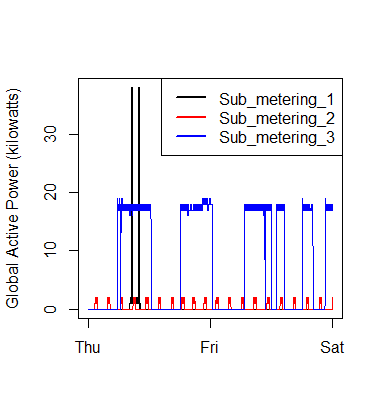 Global Active Power (kilowatts)
30
20
10
0
Sub_metering_1
Sub_metering_2
Sub_metering_3
Thu Fri Sat